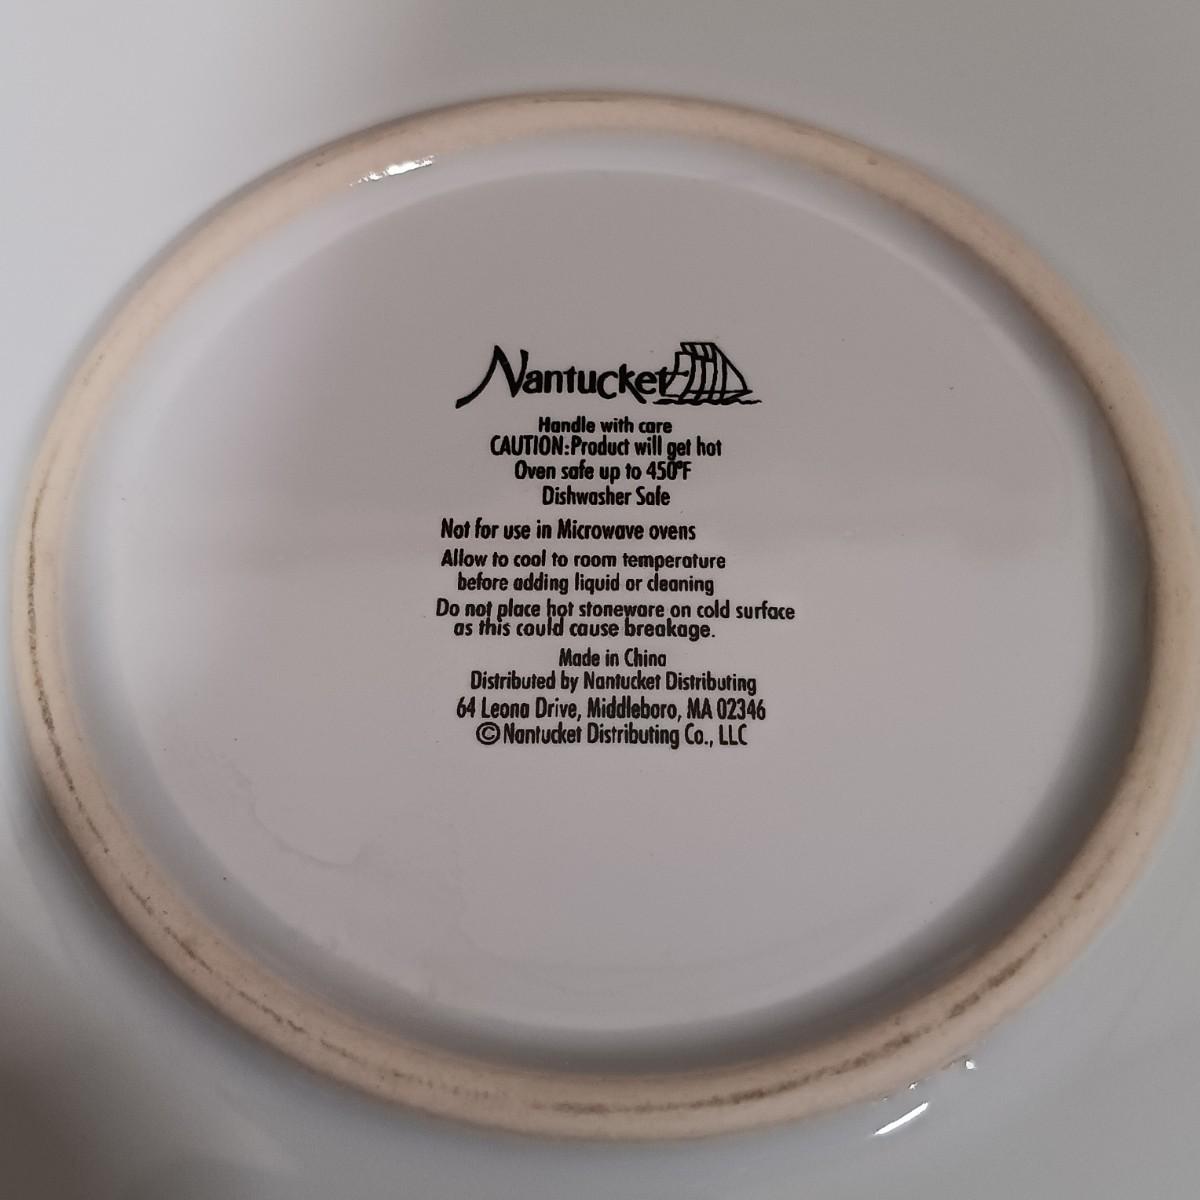 Nantucket
Handle with care
CAUTION:Product will get hot
Oven safe up to 450°F
Dishwasher Safe
Not for use in Microwave ovens
Allow to cool to room temperature
before adding liquid or cleaning
Do not place hot stoneware on cold surface
as this could cause breakage.
Made in China
Distributed by Nantucket Distributing
64 Leona Drive, Middleboro, MA 02346
©Nantucket Distributing Co., LLC